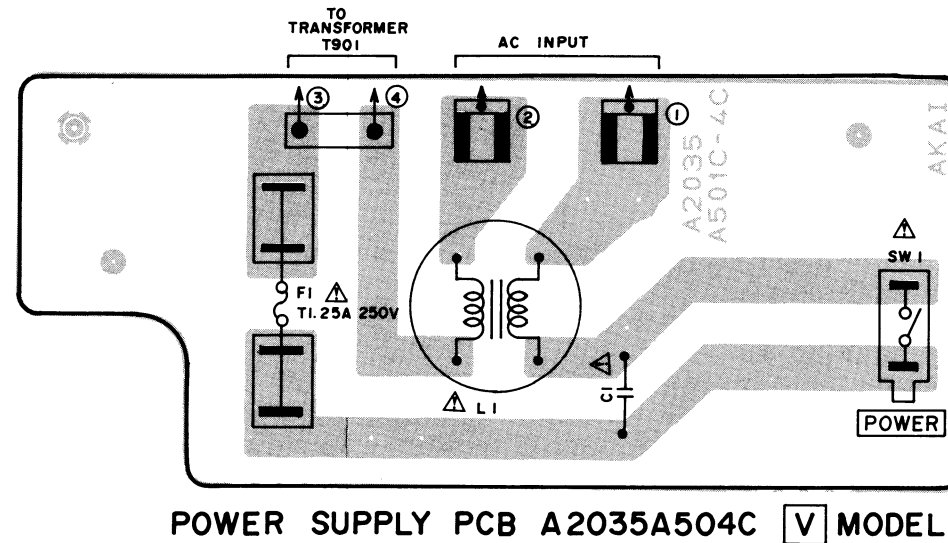 TO
TRANSFORMER
T901
AC INPUT
③ ④ ② ①
A2035
A501C-4C
AKAI
SW1
F1
T1.25A 250V
L1
C1
POWER
POWER SUPPLY PCB A2035A504C V MODEL